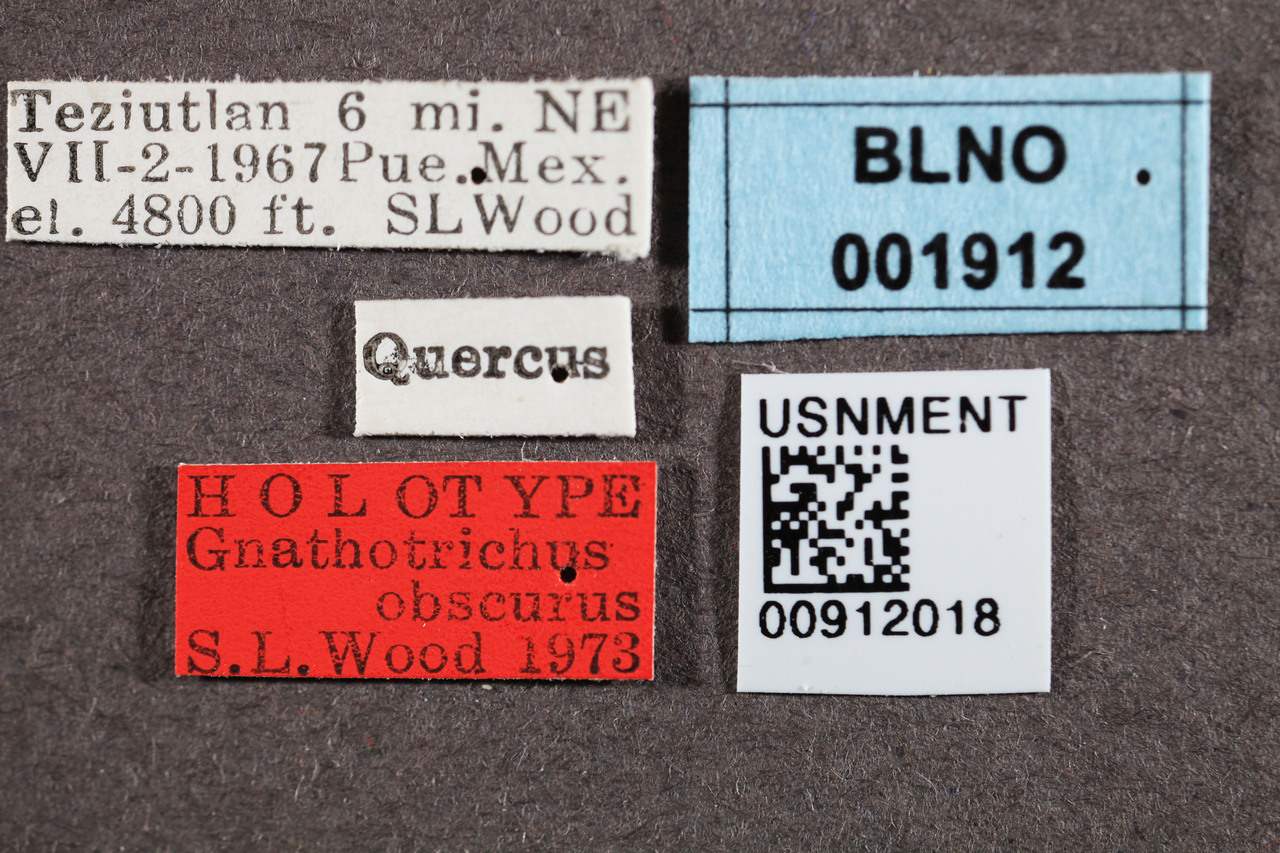 Teziutlan 6 mi. NE
VII-2-1967 Pue. Mex.
el. 4800 ft. SLWood
Quercus
HOLOTYPE
Gnathotrichus
obscurus
S.L.Wood 1973
BLNO
001912
USNMENT
00912018